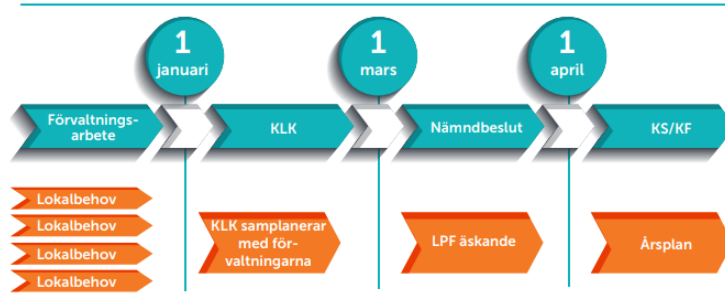 1
januari
1
mars
1
april
Förvaltnings-
arbete
KLK
Nämndbeslut
KS/KF
Lokalbehov
Lokalbehov
Lokalbehov
Lokalbehov
KLK samplanerar
med för-
valtningarna
LPF äskande
Årsplan